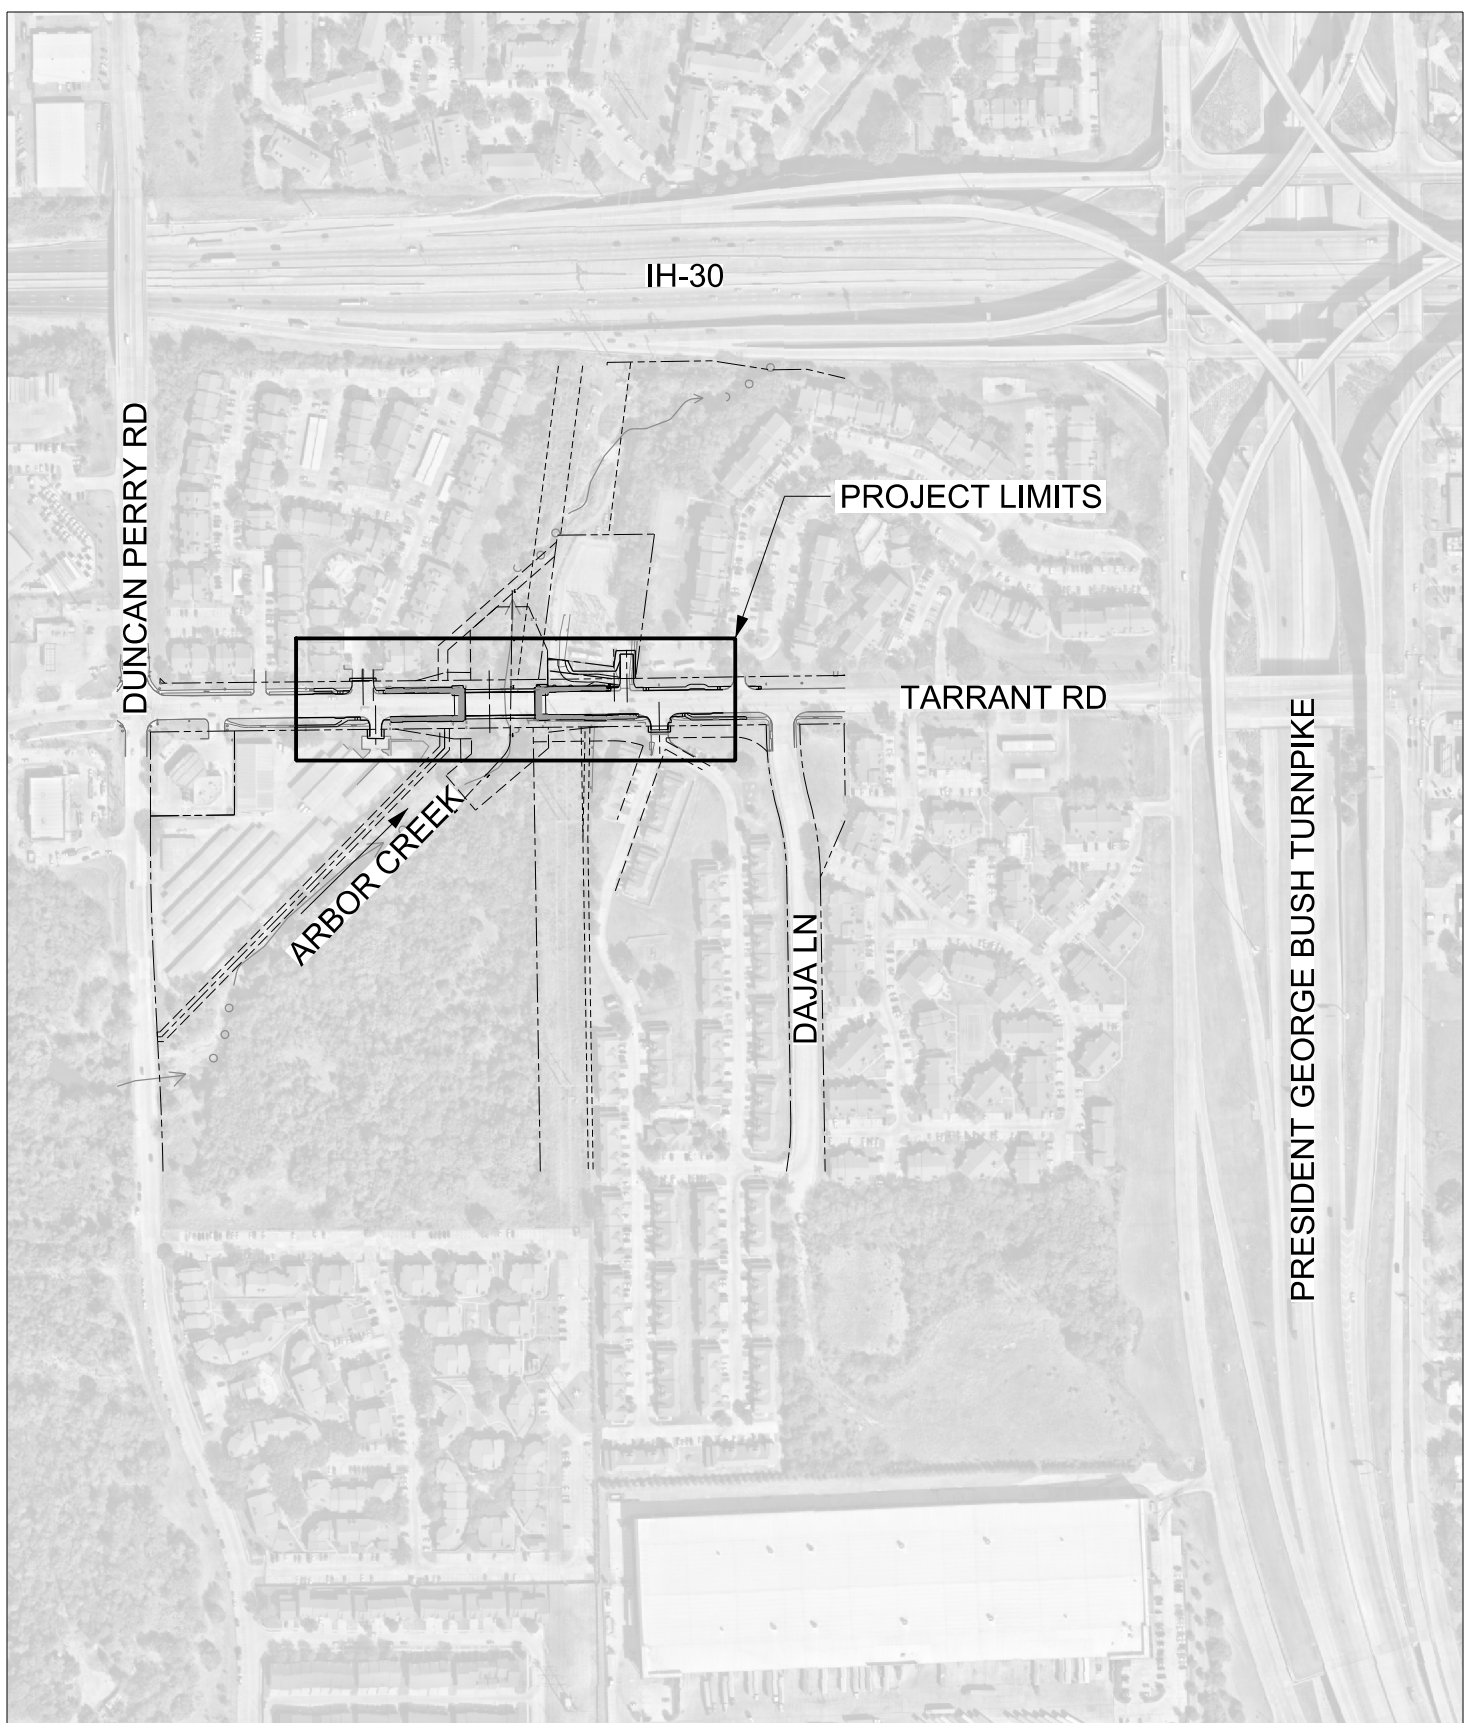 IH-30
DUNCAN PERRY RD
PROJECT LIMITS
TARRANT RD
ARBOR CREEK
DAJA LN
PRESIDENT GEORGE BUSH TURNPIKE